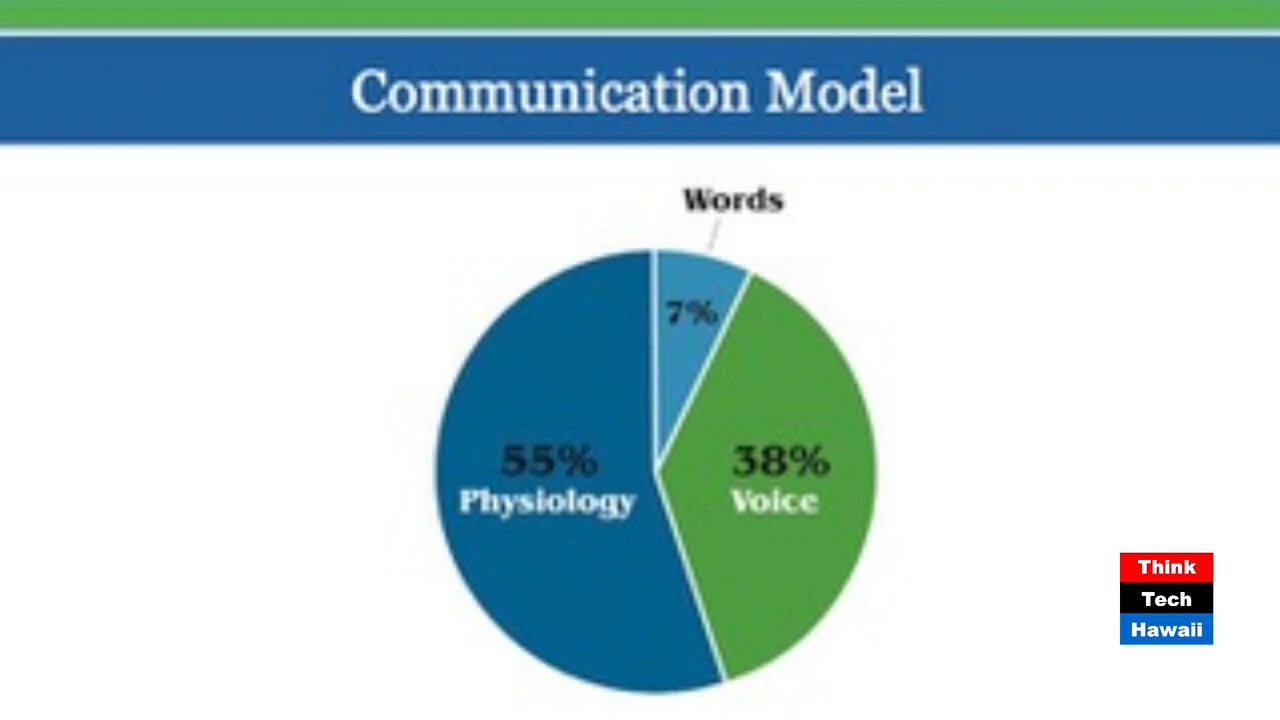 Communication Model
Words
7%
55%
Physiology
38%
Voice
Think
Tech
Hawaii